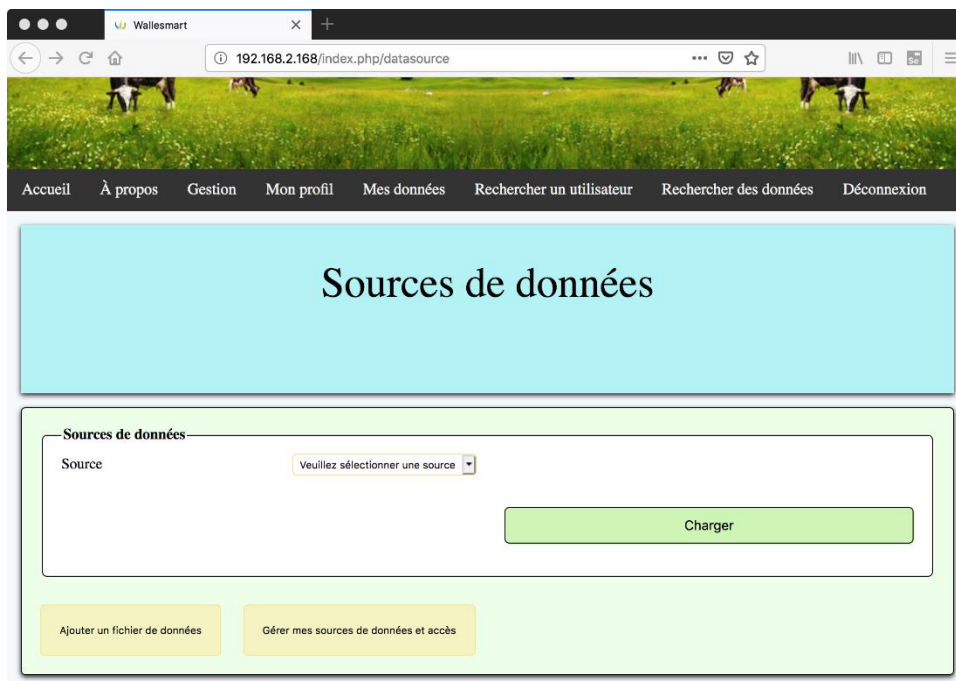 Wallesmart
192.168.2.168/index.php/datasource
Accueil À propos Gestion Mon profil Mes données Rechercher un utilisateur Rechercher des données Déconnexion
Sources de données
Sources de données
Source Veuillez sélectionner une source
Charger
Ajouter un fichier de données Gérer mes sources de données et accès